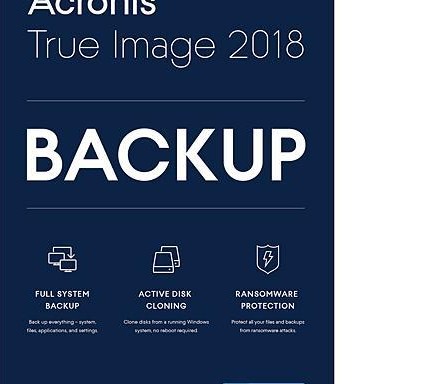 Acronis
True Image 2018
BACKUP
FULL SYSTEM
BACKUP
Back up everything – system,
files, applications, and settings.
ACTIVE DISK
CLONING
Clone disks from a running Windows
system, no reboot required.
RANSOMWARE
PROTECTION
Protect all your files and backups
from ransomware attacks.